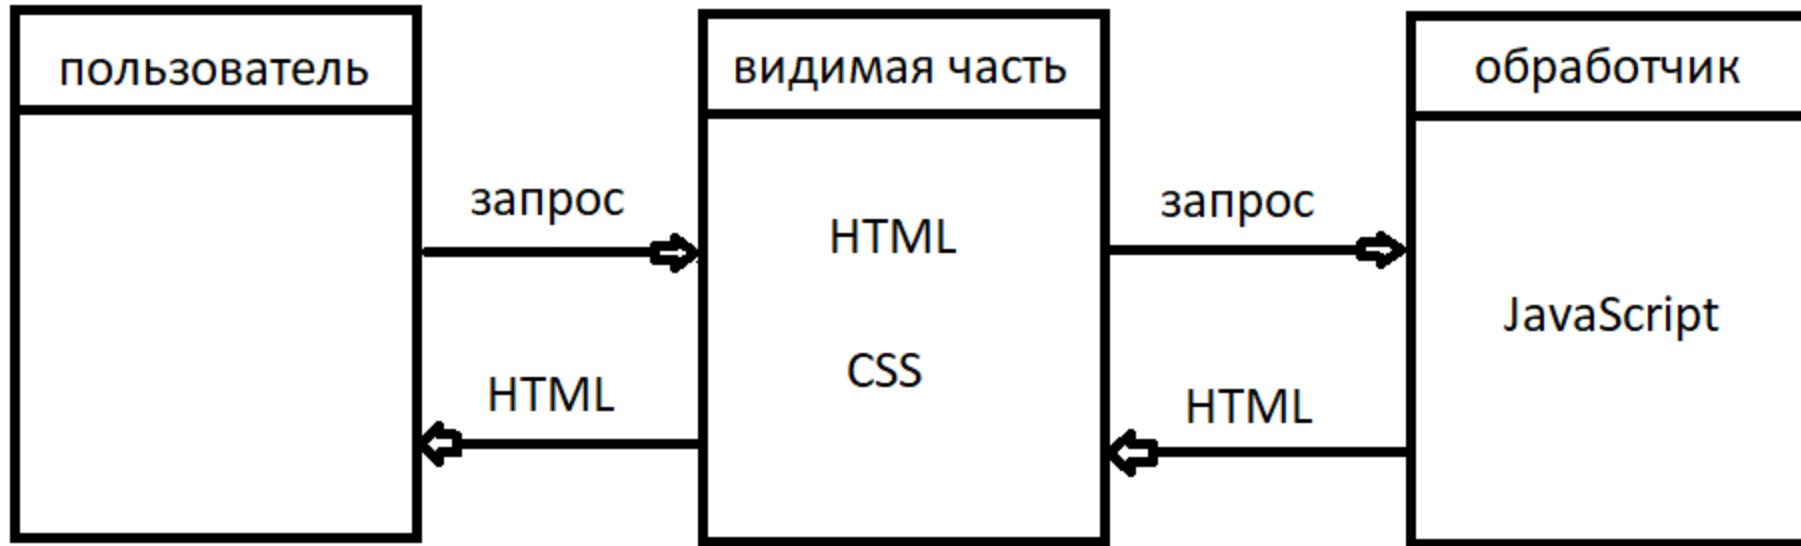 пользователь
видимая часть
обработчик
запрос
запрос
HTML
JavaScript
CSS
HTML
HTML